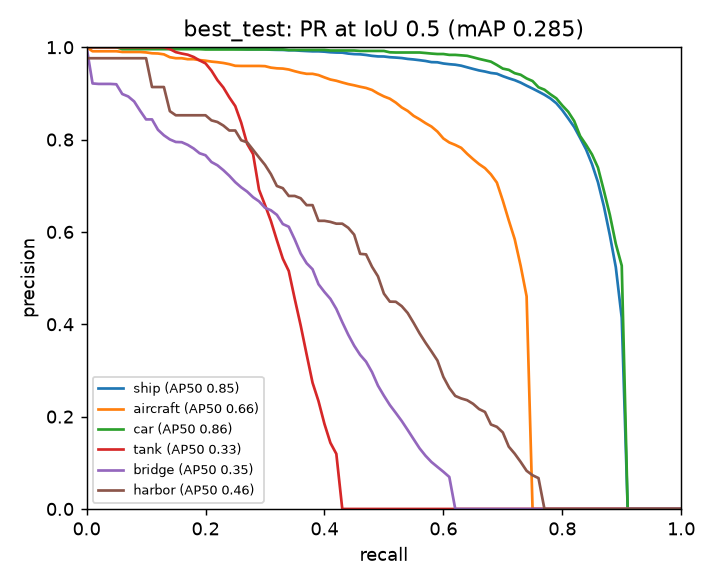 best_test: PR at IoU 0.5 (mAP 0.285)
precision
1.0
0.8
0.6
0.4
0.2
0.0
ship (AP50 0.85)
aircraft (AP50 0.66)
car (AP50 0.86)
tank (AP50 0.33)
bridge (AP50 0.35)
harbor (AP50 0.46)
0.0 0.2 0.4 0.6 0.8 1.0
recall